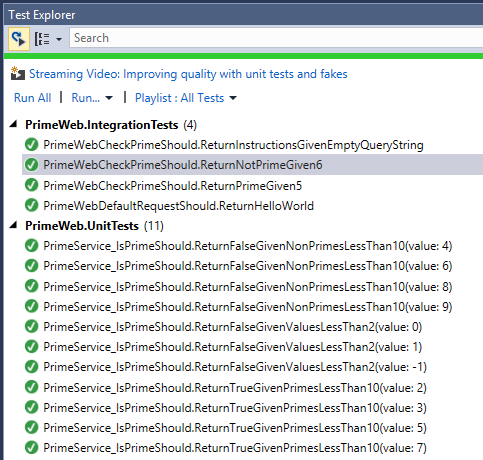 Test Explorer
Search
Streaming Video: Improving quality with unit tests and fakes
Run All | Run... | Playlist : All Tests
PrimeWeb.IntegrationTests (4)
PrimeWebCheckPrimeShould.ReturnInstructionsGivenEmptyQueryString
PrimeWebCheckPrimeShould.ReturnNotPrimeGiven6
PrimeWebCheckPrimeShould.ReturnPrimeGiven5
PrimeWebDefaultRequestShould.ReturnHelloWorld
PrimeWeb.UnitTests (11)
PrimeService_IsPrimeShould.ReturnFalseGivenNonPrimesLessThan10(value: 4)
PrimeService_IsPrimeShould.ReturnFalseGivenNonPrimesLessThan10(value: 6)
PrimeService_IsPrimeShould.ReturnFalseGivenNonPrimesLessThan10(value: 8)
PrimeService_IsPrimeShould.ReturnFalseGivenNonPrimesLessThan10(value: 9)
PrimeService_IsPrimeShould.ReturnFalseGivenValuesLessThan2(value: 0)
PrimeService_IsPrimeShould.ReturnFalseGivenValuesLessThan2(value: 1)
PrimeService_IsPrimeShould.ReturnFalseGivenValuesLessThan2(value: -1)
PrimeService_IsPrimeShould.ReturnTrueGivenPrimesLessThan10(value: 2)
PrimeService_IsPrimeShould.ReturnTrueGivenPrimesLessThan10(value: 3)
PrimeService_IsPrimeShould.ReturnTrueGivenPrimesLessThan10(value: 5)
PrimeService_IsPrimeShould.ReturnTrueGivenPrimesLessThan10(value: 7)